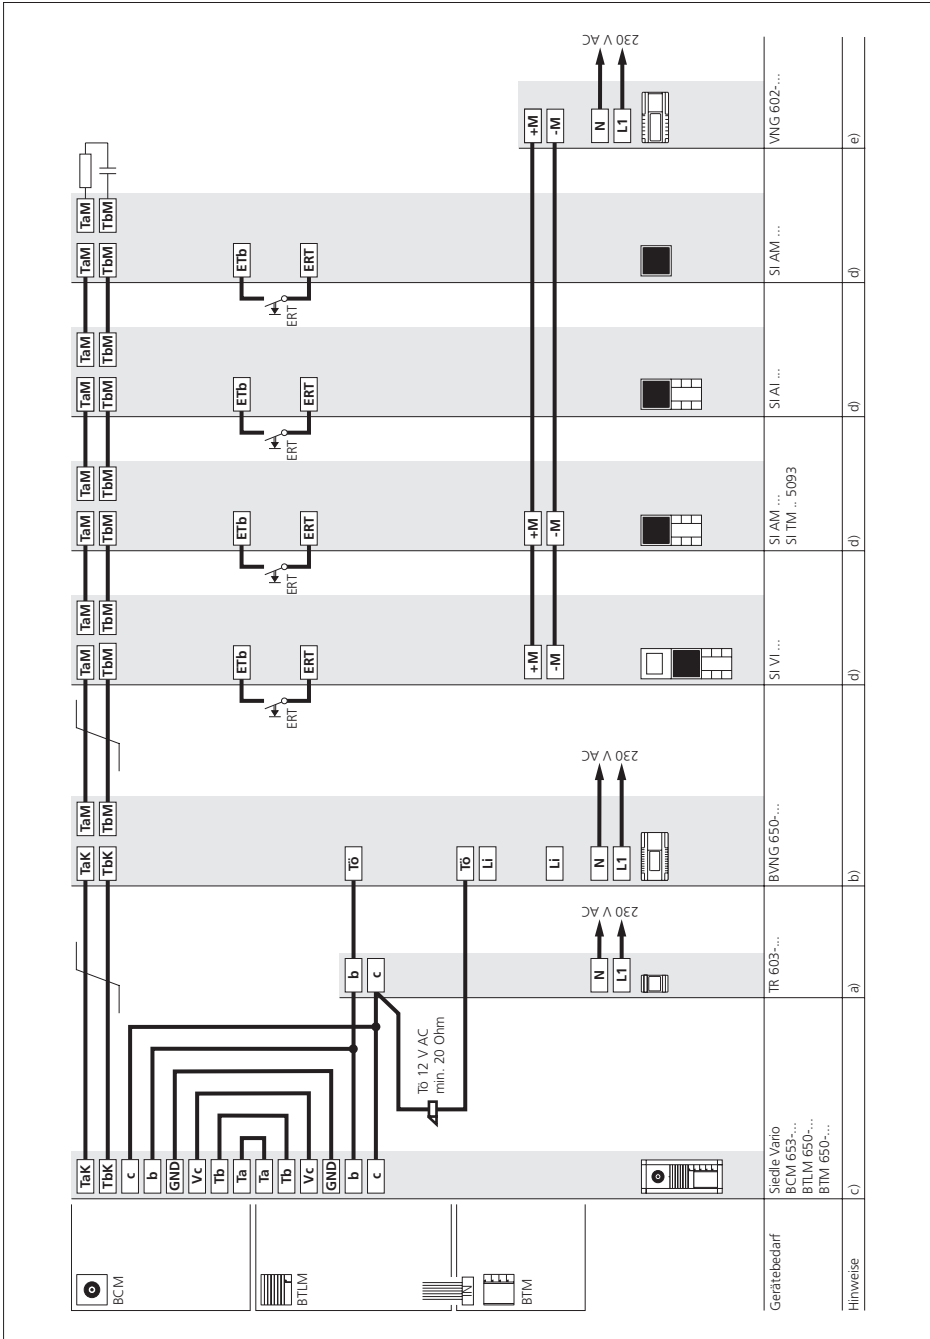 BCM
BTLM
IN
BTM
TaK
TbK
c
b
GND
Vc
Tb
Ta
Ta
Tb
Vc
GND
b
c
Tö 12 V AC
min. 20 Ohm
b
c
N
L1
230 V AC
TaK TaM
TbK TbM
Tö
Tö
Li
Li
N
L1
230 V AC
TaM TaM
TbM TbM
ETb
ERT
ERT
+M
-M
TaM TaM
TbM TbM
ETb
ERT
ERT
+M
-M
TaM TaM
TbM TbM
ETb
ERT
ERT
TaM TaM
TbM TbM
ETb
ERT
ERT
+M
-M
N
L1
230 V AC
Gerätebedarf
Siedle Vario
BCM 653-...
BTLM 650-...
BTM 650-...
TR 603-...
BVNG 650-...
SI VI ...
SI AM ...
SI TM .. 5093
SI AI ...
SI AM ...
VNG 602-...
Hinweise
c)
a)
b)
d)
d)
d)
d)
e)